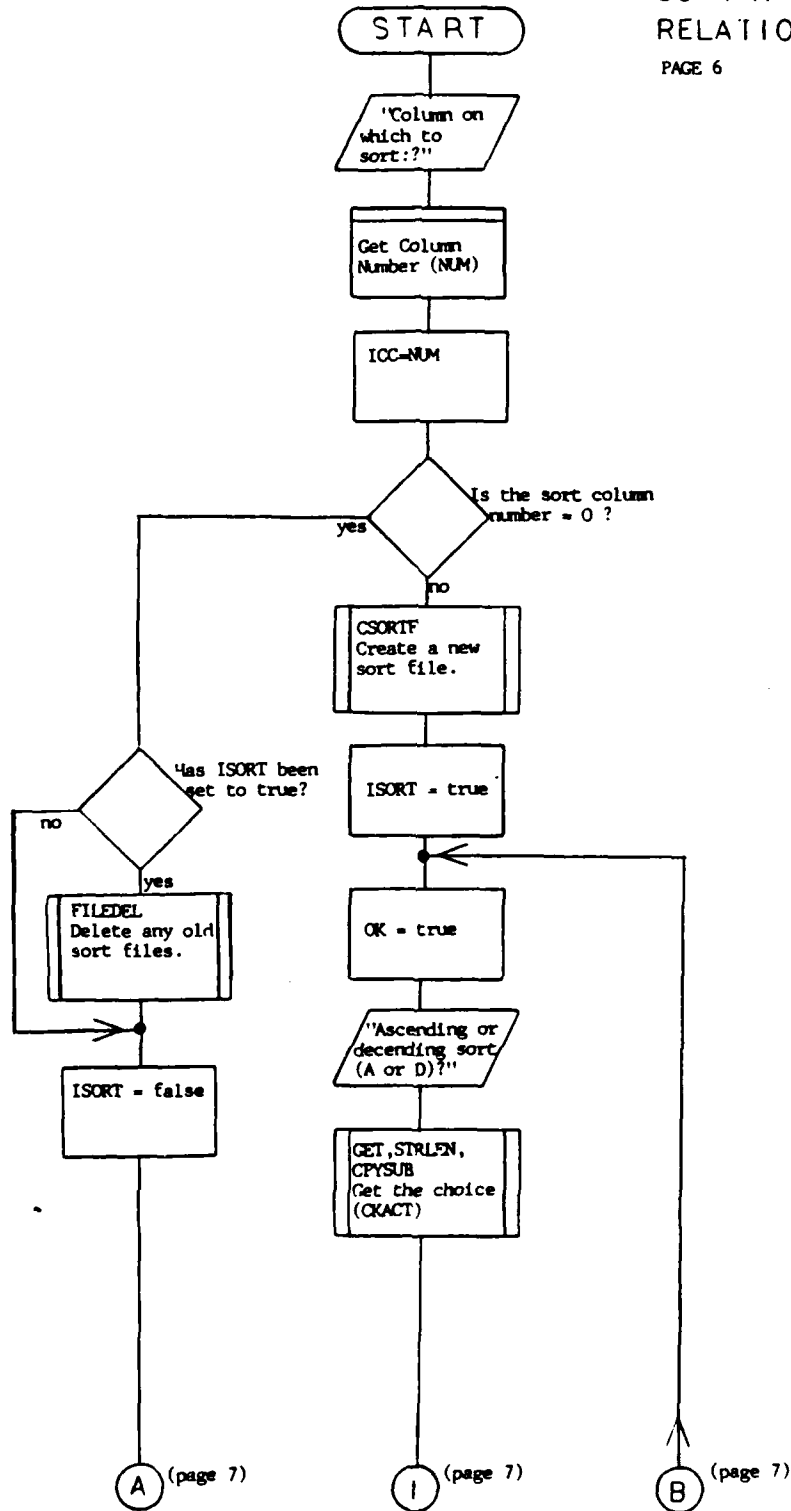 START
RELATIO
PAGE 6
"Column on
which to
sort:?"
Get Column
Number (NUM)
ICC=NUM
Is the sort column
number = 0 ?
yes
no
CSORTF
Create a new
sort file.
Has ISORT been
set to true?
no
yes
ISORT = true
FILEDEL
Delete any old
sort files.
OK = true
"Ascending or
decending sort
(A or D)?"
ISORT = false
GET,STRLEN,
CPYSUB
Get the choice
(CKACT)
A (page 7)
1 (page 7)
B (page 7)